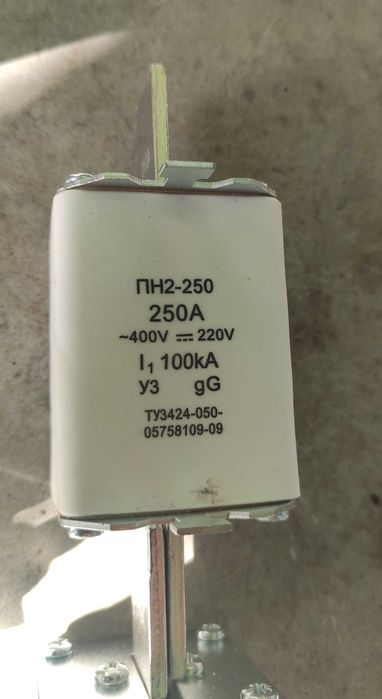 ПН2-250
250А
~400V ⎓ 220V
I₁ 100kA
У3 gG
ТУ3424-050-
05758109-09